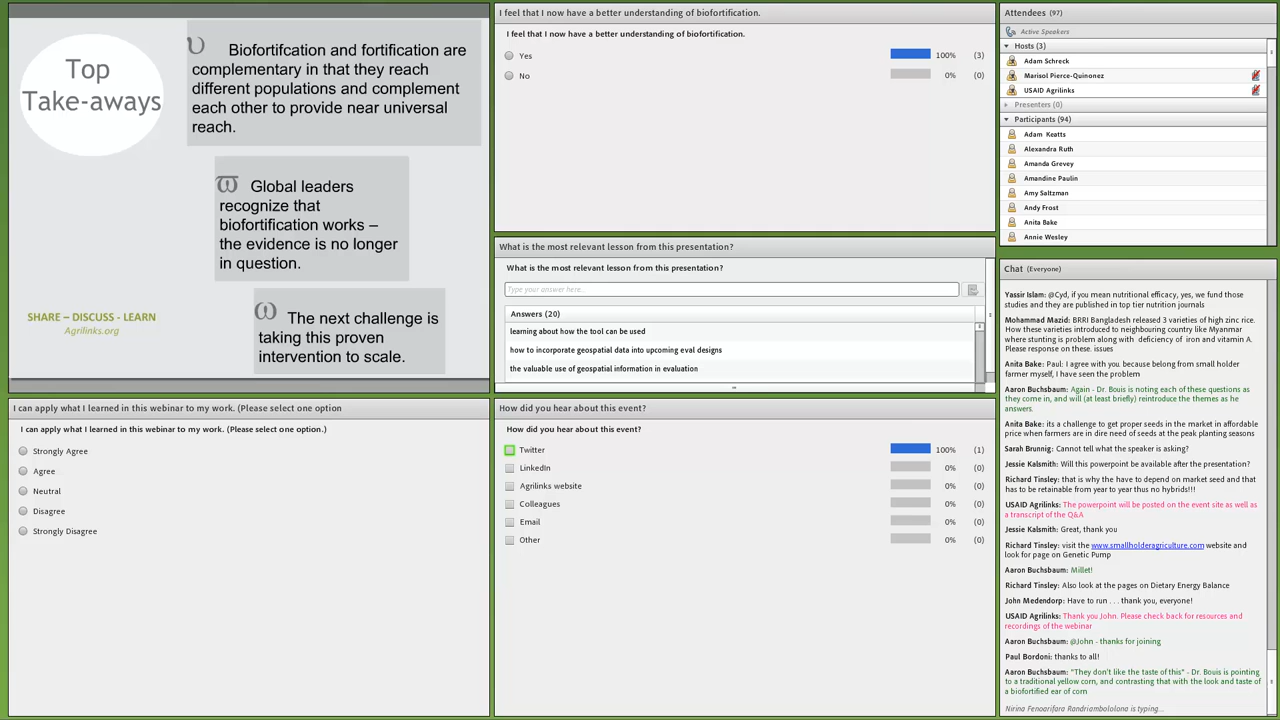 Top
Take-aways
Biofortifcation and fortification are
complementary in that they reach
different populations and complement
each other to provide near universal
reach.
ϖ Global leaders
recognize that
biofortification works –
the evidence is no longer
in question.
The next challenge is
taking this proven
intervention to scale.
SHARE – DISCUSS - LEARN
Agrilinks.org
I feel that I now have a better understanding of biofortification.
I feel that I now have a better understanding of biofortification.
Yes 100% (3)
No 0% (0)
What is the most relevant lesson from this presentation?
What is the most relevant lesson from this presentation?
Type your answer here...
Answers (20)
learning about how the tool can be used
how to incorporate geospatial data into upcoming eval designs
the valuable use of geospatial information in evaluation
I can apply what I learned in this webinar to my work. (Please select one option
I can apply what I learned in this webinar to my work. (Please select one option.)
Strongly Agree
Agree
Neutral
Disagree
Strongly Disagree
How did you hear about this event?
How did you hear about this event?
Twitter 100% (1)
LinkedIn 0% (0)
Agrilinks website 0% (0)
Colleagues 0% (0)
Email 0% (0)
Other 0% (0)
Attendees (97)
Active Speakers
Hosts (3)
Adam Schreck
Marisol Pierce-Quinonez
USAID Agrilinks
Presenters (0)
Participants (94)
Adam Keatts
Alexandra Ruth
Amanda Grevey
Amandine Paulin
Amy Saltzman
Andy Frost
Anita Bake
Annie Wesley
Chat (Everyone)
Yassir Islam: @Cyd, if you mean nutritional efficacy, yes, we fund those
studies and they are published in top tier nutrition journals
Mohammad Mazid: BRRI Bangladesh released 3 varieties of high zinc rice.
How these varieties introduced to neighbouring country like Myanmar
where stunting is problem along with deficiency of iron and vitamin A.
Please response on these. issues
Anita Bake: Paul: I agree with you. because belong from small holder
farmer myself, I have seen the problem
Aaron Buchsbaum: Again - Dr. Bouis is noting each of these questions as
they come in, and will (at least briefly) reintroduce the themes as he
answers.
Anita Bake: its a challenge to get proper seeds in the market in affordable
price when farmers are in dire need of seeds at the peak planting seasons
Sarah Brunnig: Cannot tell what the speaker is asking?
Jessie Kalsmith: Will this powerpoint be available after the presentation?
Richard Tinsley: that is why the have to depend on market seed and that
has to be retainable from year to year thus no hybrids!!!
USAID Agrilinks: The powerpoint will be posted on the event site as well as
a transcript of the Q&A
Jessie Kalsmith: Great, thank you
Richard Tinsley: visit the www.smallholderagriculture.com website and
look for page on Genetic Pump
Aaron Buchsbaum: Millet!
Richard Tinsley: Also look at the pages on Dietary Energy Balance
John Medendorp: Have to run . . . thank you, everyone!
USAID Agrilinks: Thank you John. Please check back for resources and
recordings of the webinar
Aaron Buchsbaum: @John - thanks for joining
Paul Bordoni: thanks to all!
Aaron Buchsbaum: "They don't like the taste of this" - Dr. Bouis is pointing
to a traditional yellow corn, and contrasting that with the look and taste of
a biofortified ear of corn
Nirina Fenoarifara Randriambololona is typing...